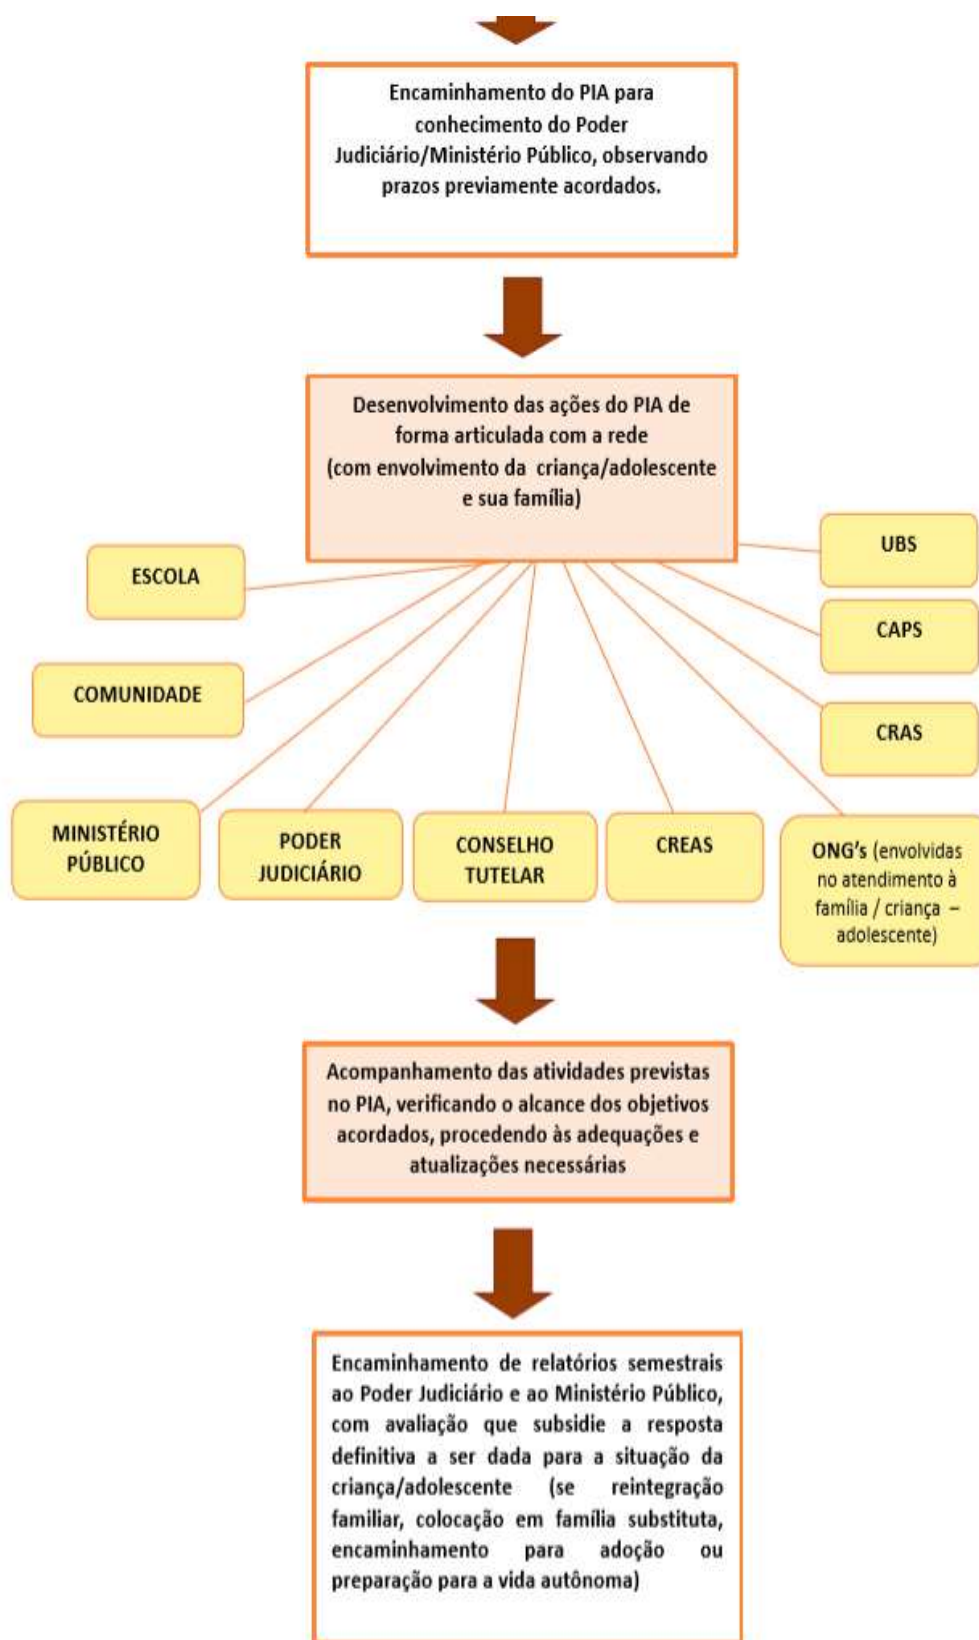 Encaminhamento do PIA para
conhecimento do Poder
Judiciário/Ministério Público, observando
prazos previamente acordados.
Desenvolvimento das ações do PIA de
forma articulada com a rede
(com envolvimento da criança/adolescente
e sua família)
UBS
ESCOLA
CAPS
COMUNIDADE
CRAS
MINISTÉRIO
PÚBLICO
PODER
JUDICIÁRIO
CONSELHO
TUTELAR
CREAS
ONG's (envolvidas
no atendimento à
família / criança –
adolescente)
Acompanhamento das atividades previstas
no PIA, verificando o alcance dos objetivos
acordados, procedendo às adequações e
atualizações necessárias
Encaminhamento de relatórios semestrais
ao Poder Judiciário e ao Ministério Público,
com avaliação que subsidie a resposta
definitiva a ser dada para a situação da
criança/adolescente (se reintegração
familiar, colocação em família substituta,
encaminhamento para adoção ou
preparação para a vida autônoma)